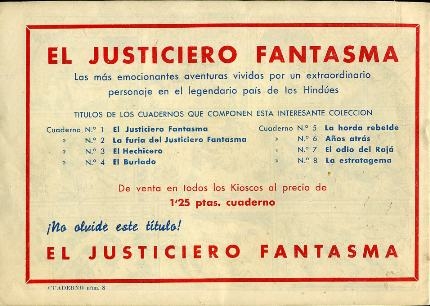 EL JUSTICIERO FANTASMA
Las más emocionantes aventuras vividas por un extraordinario
personaje en el legendario país de los Hindúes
TITULOS DE LOS CUADERNOS QUE COMPONEN ESTA INTERESANTE COLECCION
Cuaderno N.º 1 El Justiciero Fantasma
» N.º 2 La furia del Justiciero Fantasma
» N.º 3 El Hechicero
» N.º 4 El Burlado
Cuaderno N.º 5 La horda rebelde
» N.º 6 Años atrás
» N.º 7 El odio del Rajá
» N.º 8 La estratagema
De venta en todos los Kioscos al precio de
1'25 ptas. cuaderno
¡No olvide este título!
EL JUSTICIERO FANTASMA
CUADERNO núm. 8